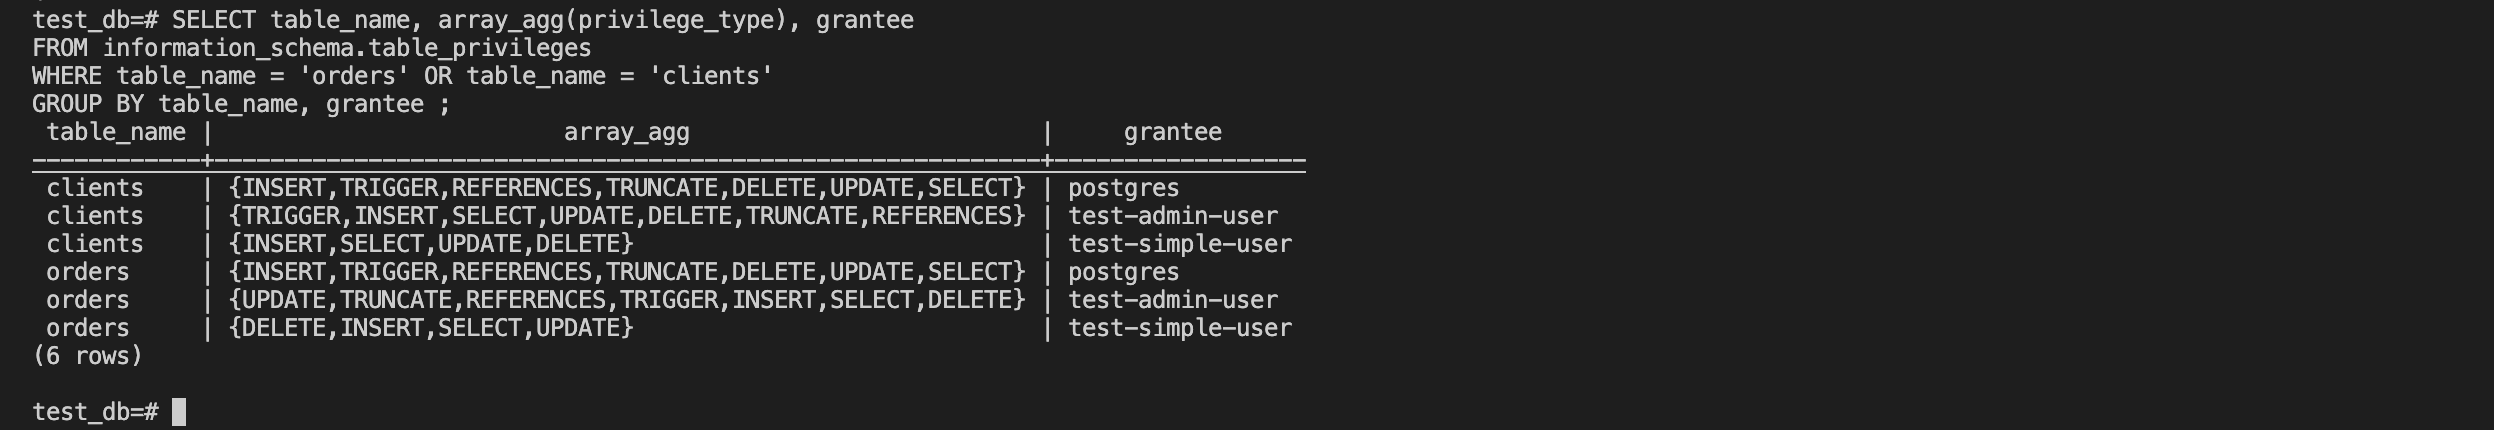 test_db=# SELECT table_name, array_agg(privilege_type), grantee
FROM information_schema.table_privileges
WHERE table_name = 'orders' OR table_name = 'clients'
GROUP BY table_name, grantee ;
 table_name |                         array_agg                         |     grantee
------------+-----------------------------------------------------------+------------------
 clients    | {INSERT,TRIGGER,REFERENCES,TRUNCATE,DELETE,UPDATE,SELECT} | postgres
 clients    | {TRIGGER,INSERT,SELECT,UPDATE,DELETE,TRUNCATE,REFERENCES} | test-admin-user
 clients    | {INSERT,SELECT,UPDATE,DELETE}                             | test-simple-user
 orders     | {INSERT,TRIGGER,REFERENCES,TRUNCATE,DELETE,UPDATE,SELECT} | postgres
 orders     | {UPDATE,TRUNCATE,REFERENCES,TRIGGER,INSERT,SELECT,DELETE} | test-admin-user
 orders     | {DELETE,INSERT,SELECT,UPDATE}                             | test-simple-user
(6 rows)
test_db=#